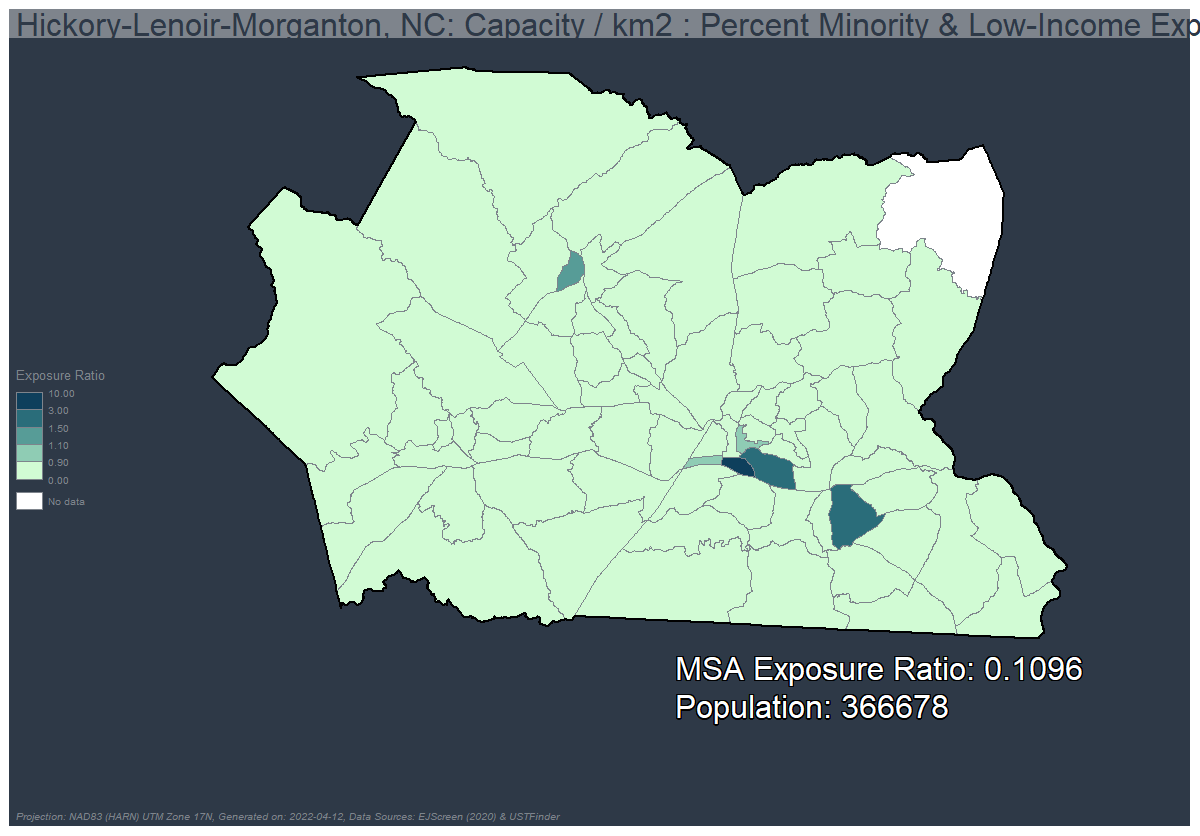 Hickory-Lenoir-Morganton, NC: Capacity / km2 : Percent Minority & Low-Income Exp
Exposure Ratio
10.00
3.00
1.50
1.10
0.90
0.00
No data
MSA Exposure Ratio: 0.1096
Population: 366678
Projection: NAD83 (HARN) UTM Zone 17N, Generated on: 2022-04-12, Data Sources: EJScreen (2020) & USTFinder